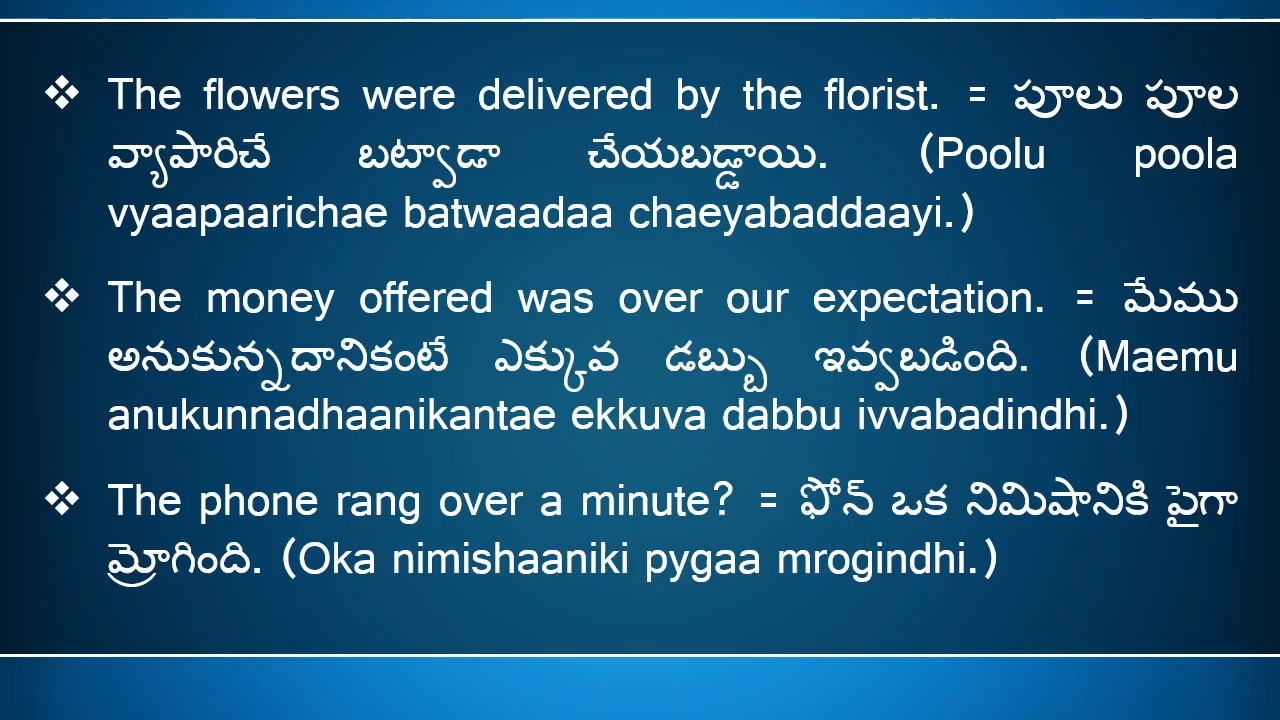 ❖ The flowers were delivered by the florist. = పూలు పూల
వ్యాపారిచే బట్వాడా చేయబడ్డాయి. (Poolu poola
vyaapaarichae batwaadaa chaeyabaddaayi.)
❖ The money offered was over our expectation. = మేము
అనుకున్నదానికంటే ఎక్కువ డబ్బు ఇవ్వబడింది. (Maemu
anukunnadhaanikantae ekkuva dabbu ivvabadindhi.)
❖ The phone rang over a minute? = ఫోన్ ఒక నిమిషానికి పైగా
మ్రోగింది. (Oka nimishaaniki pygaa mrogindhi.)